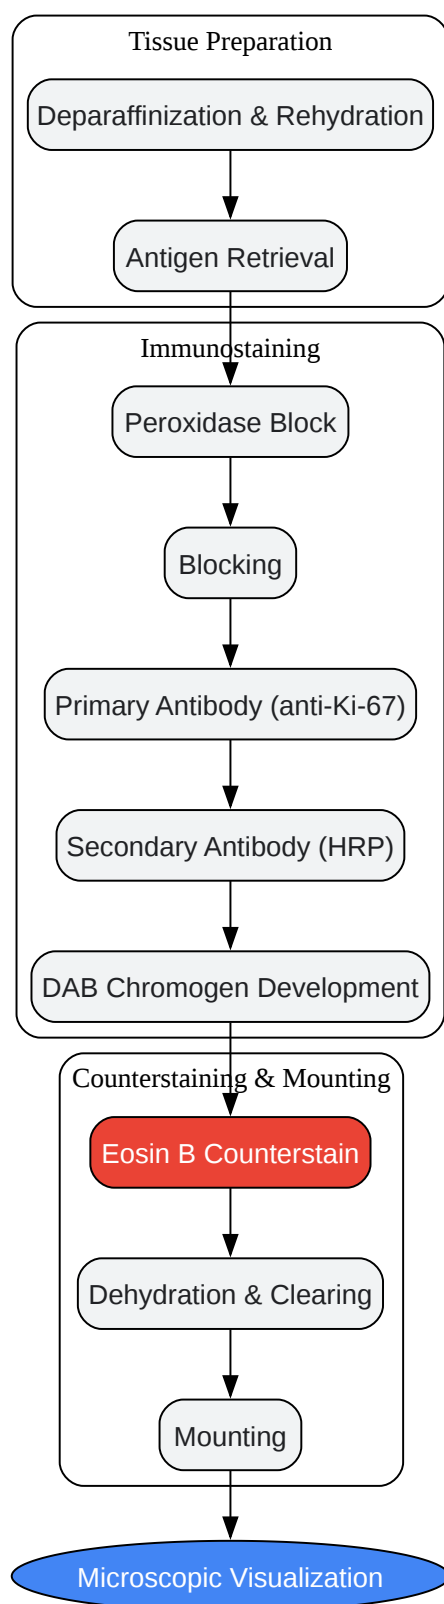 Tissue Preparation
Deparaffinization & Rehydration
Antigen Retrieval
Immunostaining
Peroxidase Block
Blocking
Primary Antibody (anti-Ki-67)
Secondary Antibody (HRP)
DAB Chromogen Development
Counterstaining & Mounting
Eosin B Counterstain
Dehydration & Clearing
Mounting
Microscopic Visualization